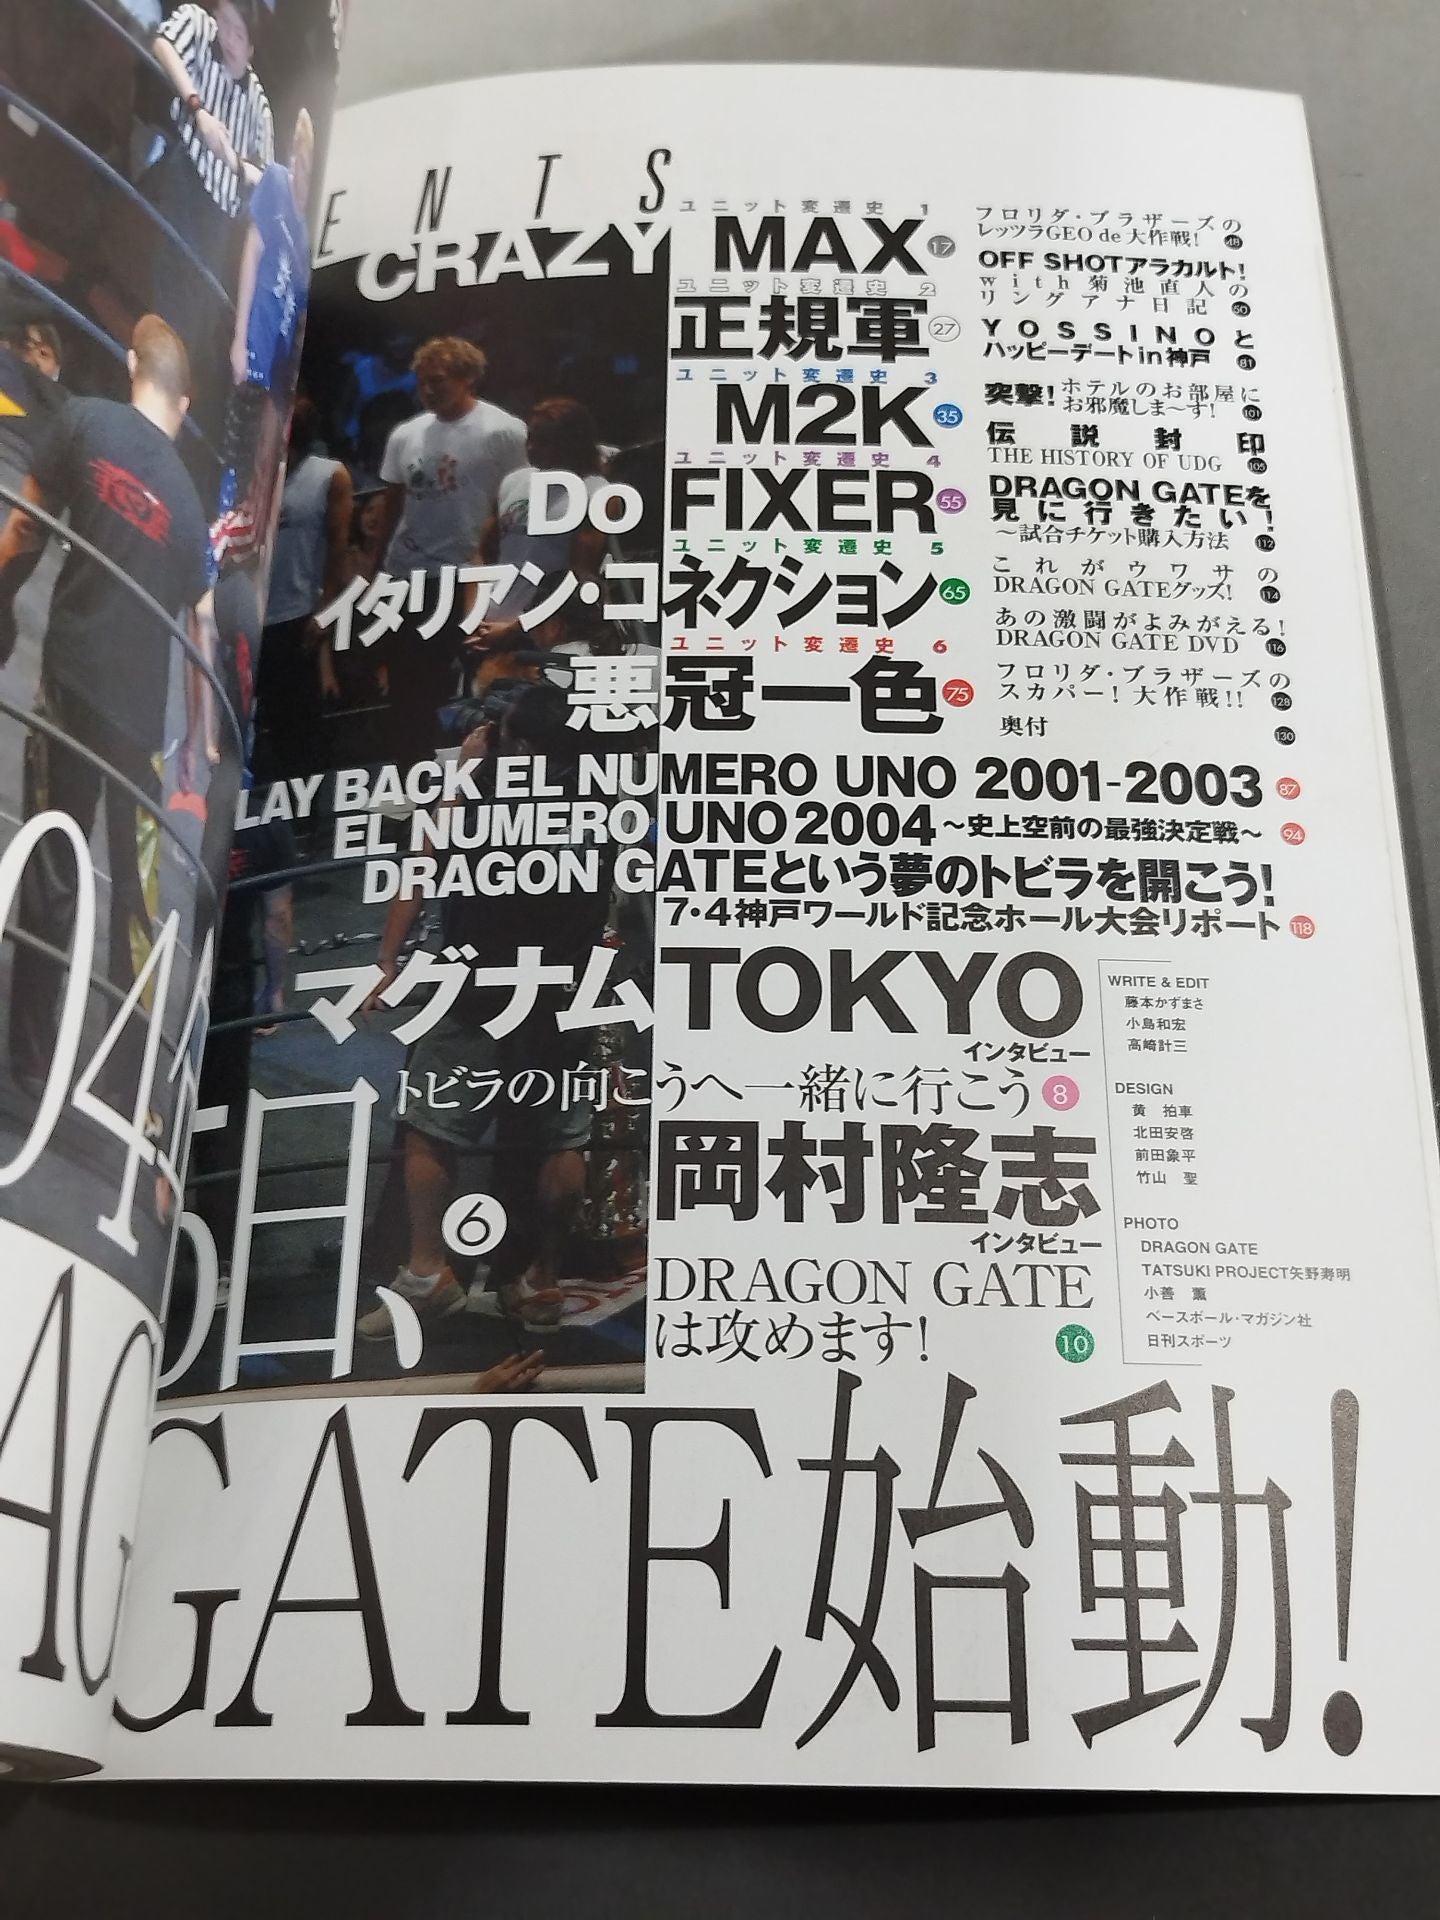 ENTS
ユニット変遷史 1
CRAZY MAX 17
ユニット変遷史 2
正規軍 27
ユニット変遷史 3
M2K 35
ユニット変遷史 4
Do FIXER 55
ユニット変遷史 5
イタリアン・コネクション 65
ユニット変遷史 6
悪冠一色 75
LAY BACK EL NUMERO UNO 2001-2003 87
EL NUMERO UNO 2004 ～史上空前の最強決定戦～ 94
DRAGON GATEという夢のトビラを開こう!
7・4神戸ワールド記念ホール大会リポート 118
マグナムTOKYO
インタビュー
トビラの向こうへ一緒に行こう 8
岡村隆志
インタビュー
DRAGON GATE
は攻めます! 10
フロリダ・ブラザーズの
レッツラGEO de 大作戦! 48
OFF SHOTアラカルト!
with菊池直人の
リングアナ日記 50
YOSSINOと
ハッピーデートin神戸 81
突撃!ホテルのお部屋に
お邪魔しま～す! 101
伝説封印
THE HISTORY OF UDG 105
DRAGON GATEを
見に行きたい!
～試合チケット購入方法 112
これがウワサの
DRAGON GATEグッズ! 114
あの激闘がよみがえる!
DRAGON GATE DVD 116
フロリダ・ブラザーズの
スカパー!大作戦!! 128
奥付 130
WRITE & EDIT
藤本かずまさ
小島和宏
高崎計三
DESIGN
黄 拍車
北田安啓
前田象平
竹山 聖
PHOTO
DRAGON GATE
TATSUKI PROJECT矢野寿明
小善 薫
ベースボール・マガジン社
日刊スポーツ
04
5日、 6
AGATE始動!